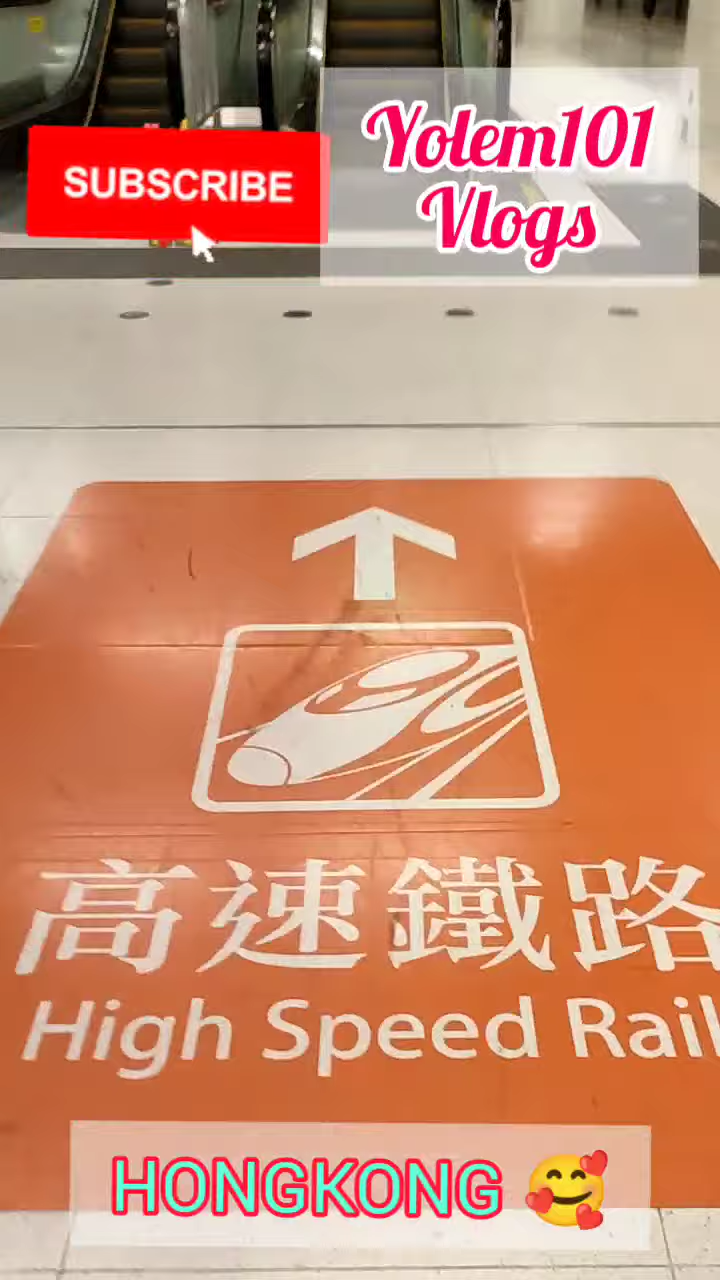 SUBSCRIBE
Yolem101
Vlogs
高速鐵路
High Speed Rail
HONGKONG 🥰